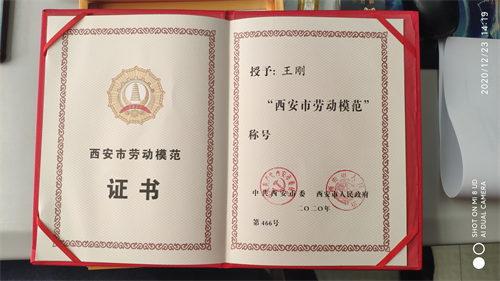 西安市劳动模范
证书
授予：王刚
“西安市劳动模范”
称号
中共西安市委 西安市人民政府
二〇二〇年
第466号
2020/12/23 14:19
SHOT ON MI 8 UD
AI DUAL CAMERA